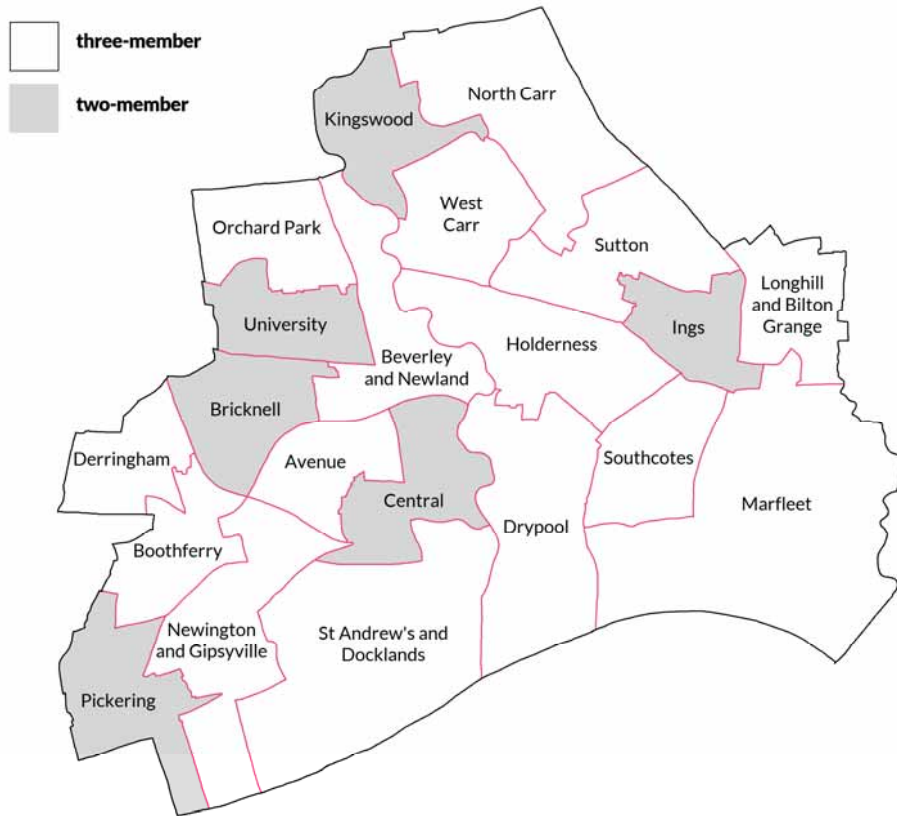 three-member
two-member
North Carr
Kingswood
West
Carr
Orchard Park
Sutton
Longhill
and Bilton
Grange
University
Ings
Holderness
Beverley
and Newland
Bricknell
Derringham
Avenue
Southcotes
Central
Marfleet
Drypool
Boothferry
Newington
and Gipsyville
St Andrew's and
Docklands
Pickering